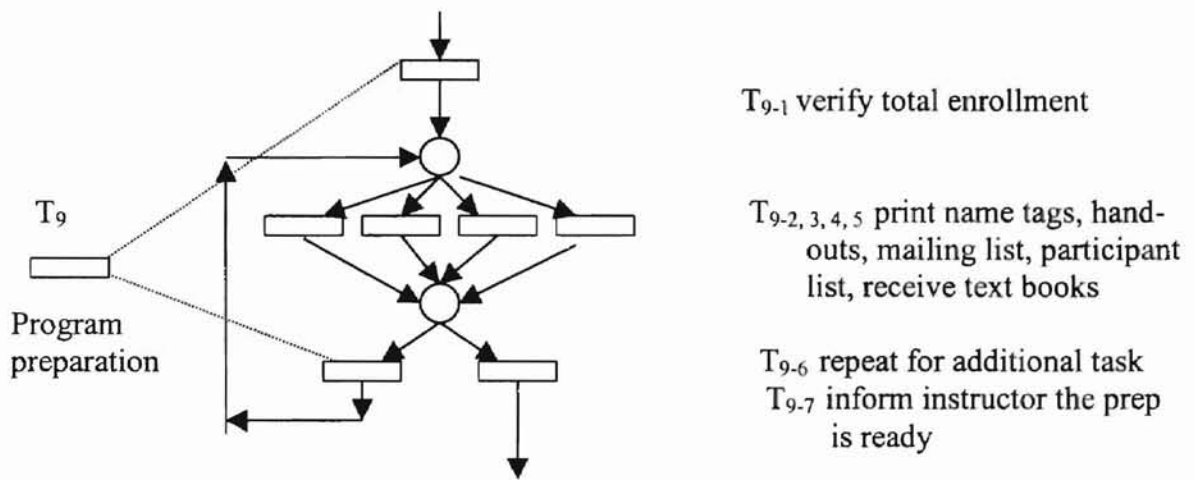 T9-1 verify total enrollment
T9
T9-2, 3, 4, 5 print name tags, hand-
outs, mailing list, participant
list, receive text books
Program
preparation
T9-6 repeat for additional task
T9-7 inform instructor the prep
is ready